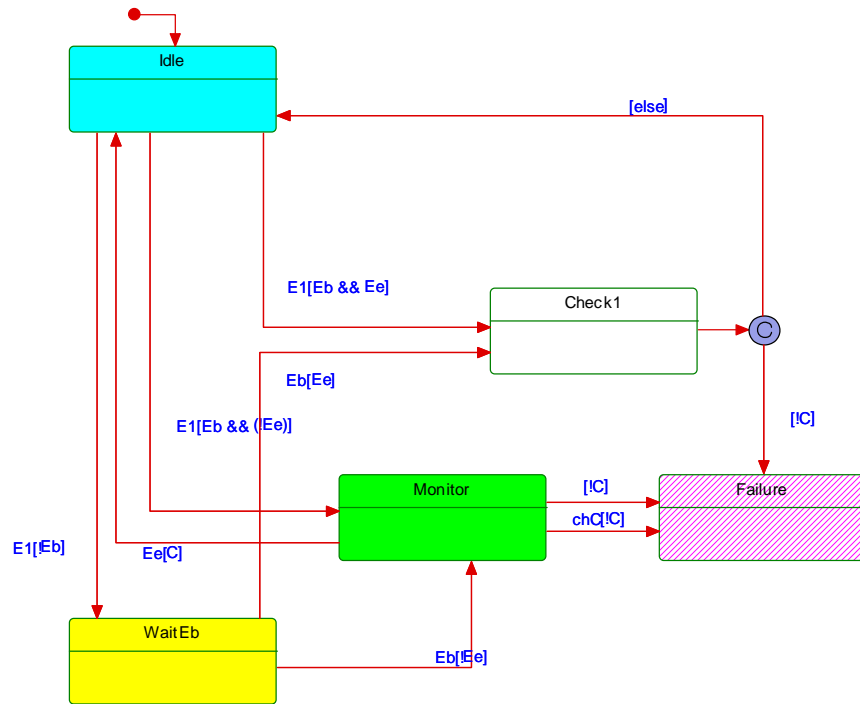 Idle
[else]
E1[Eb && Ee]
Check1
C
Eb[Ee]
E1[Eb && (!Ee)]
[!C]
Monitor
[!C]
Failure
chC[!C]
E1[!Eb]
Ee[C]
WaitEb
Eb[!Ee]